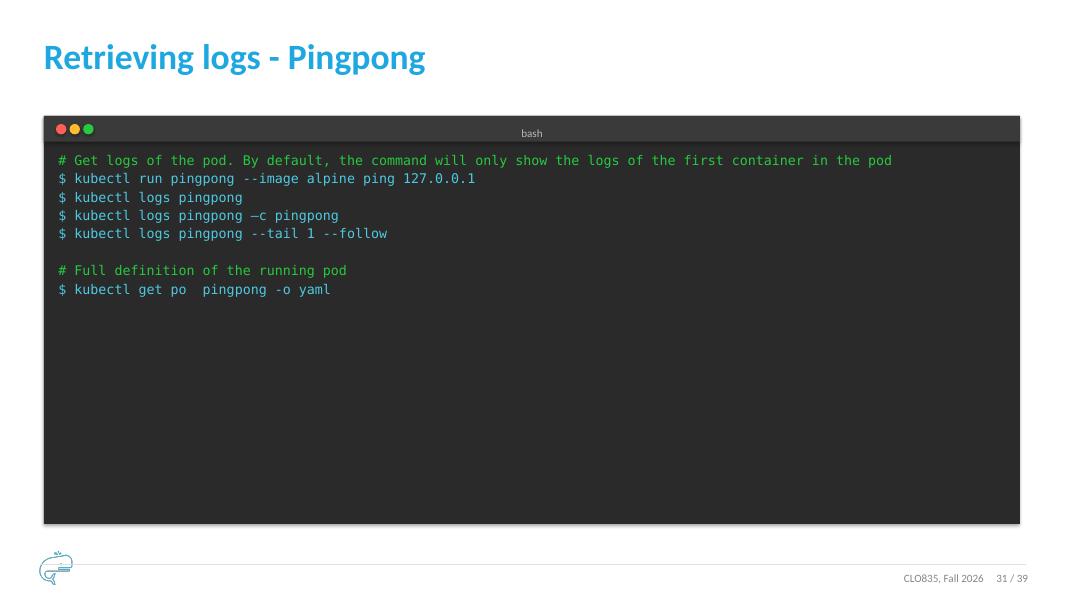 Retrieving logs - Pingpong
bash
# Get logs of the pod. By default, the command will only show the logs of the first container in the pod
$ kubectl run pingpong --image alpine ping 127.0.0.1
$ kubectl logs pingpong
$ kubectl logs pingpong –c pingpong
$ kubectl logs pingpong --tail 1 --follow
# Full definition of the running pod
$ kubectl get po  pingpong -o yaml
CLO835, Fall 2026 31 / 39